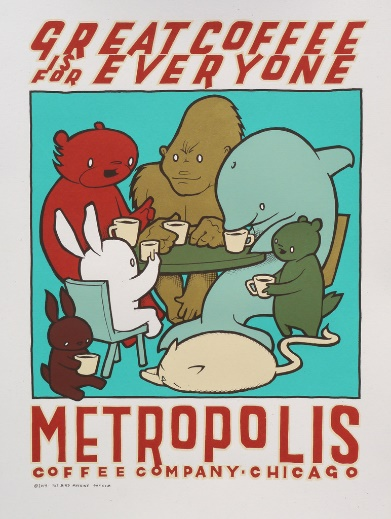 GREAT COFFEE
IS FOR EVERYONE
METROPOLIS
COFFEE COMPANY·CHICAGO